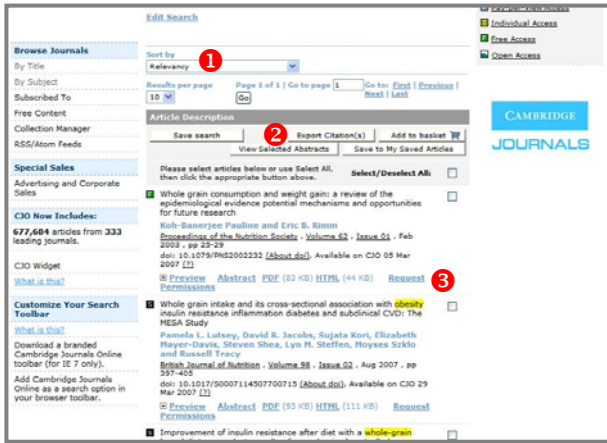 Edit Search
Individual Access
Free Access
Open Access
CAMBRIDGE
JOURNALS
Browse Journals
By Title
By Subject
Subscribed To
Free Content
Collection Manager
RSS/Atom Feeds
Special Sales
Advertising and Corporate
Sales
CJO Now Includes:
677,684 articles from 333
leading journals.
CJO Widget
What is this?
Customize Your Search
Toolbar
What is this?
Download a branded
Cambridge Journals Online
toolbar (for IE 7 only).
Add Cambridge Journals
Online as a search option in
your browser toolbar.
Sort by
1
Relevancy
Results per page Page 1 of 1 | Go to page 1 Go to: First | Previous |
10 Go Next | Last
Article Description
Save search 2 Export Citation(s) Add to basket
View Selected Abstracts Save to My Saved Articles
Please select articles below or use Select All, Select/Deselect All:
then click the appropriate button above.
F Whole grain consumption and weight gain: a review of the
epidemiological evidence potential mechanisms and opportunities
for future research
Koh-Banerjee Pauline and Eric B. Rimm
Proceedings of the Nutrition Society , Volume 62 , Issue 01 , Feb
2003 , pp 25-29
doi: 10.1079/PNS2002232 (About doi), Available on CJO 05 Mar
2007 [?]
Preview Abstract PDF (82 KB) HTML (44 KB) Request 3
Permissions
S Whole grain intake and its cross-sectional association with obesity
insulin resistance inflammation diabetes and subclinical CVD: The
MESA Study
Pamela L. Lutsey, David R. Jacobs, Sujata Kori, Elizabeth
Mayer-Davis, Steven Shea, Lyn M. Steffen, Moyses Szklo
and Russell Tracy
British Journal of Nutrition , Volume 98 , Issue 02 , Aug 2007 , pp
397-405
doi: 10.1017/S0007114507700715 (About doi), Available on CJO 29
Mar 2007 [?]
Preview Abstract PDF (93 KB) HTML (111 KB) Request
Permissions
S Improvement of insulin resistance after diet with a whole-grain